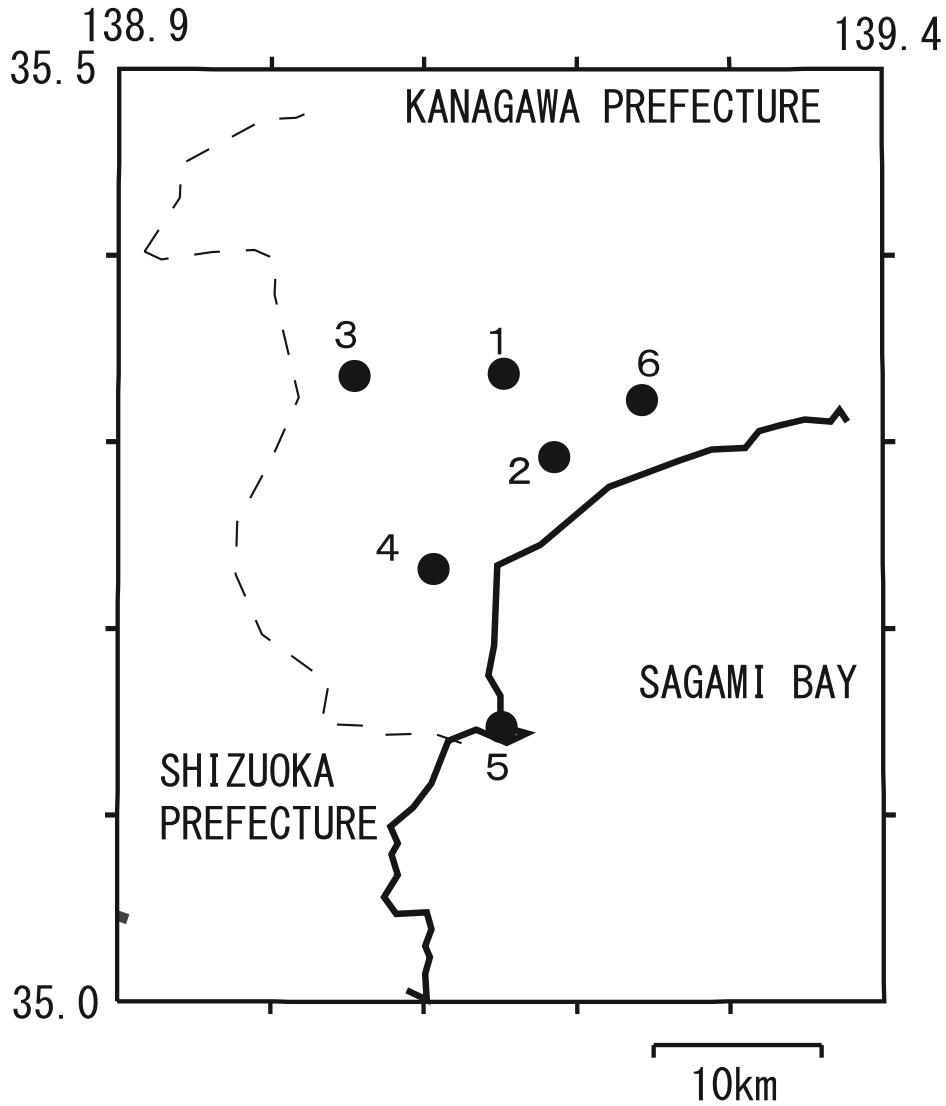 138.9
139.4
35.5
KANAGAWA PREFECTURE
3
1
6
2
4
SAGAMI BAY
5
SHIZUOKA
PREFECTURE
35.0
10km